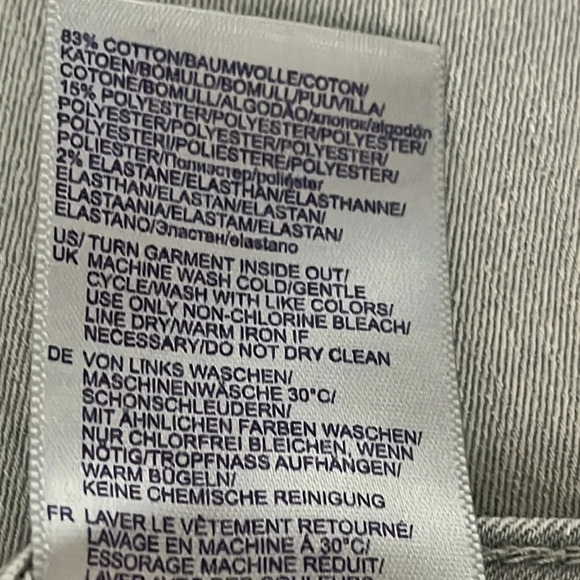 83% COTTON/BAUMWOLLE/COTON/
KATOEN/BOMULD/BOMULL/PUUVILLA/
COTONE/BOMULL/ALGODÃO/хлопок/algodón
15% POLYESTER/POLYESTER/POLYESTER/
POLYESTER/POLYESTER/POLYESTER/
POLYESTERI/POLIESTERE/POLYESTER/
POLIESTER/Полиэстер/poliéster
2% ELASTANE/ELASTHAN/ÉLASTHANNE/
ELASTHAN/ELASTAN/ELASTAN/
ELASTAANIA/ELASTAM/ELASTAN/
ELASTANO/Эластан/elastano
US/ TURN GARMENT INSIDE OUT/
UK MACHINE WASH COLD/GENTLE
CYCLE/WASH WITH LIKE COLORS/
USE ONLY NON-CHLORINE BLEACH/
LINE DRY/WARM IRON IF
NECESSARY/DO NOT DRY CLEAN
DE VON LINKS WASCHEN/
MASCHINENWÄSCHE 30°C/
SCHONSCHLEUDERN/
MIT ÄHNLICHEN FARBEN WASCHEN/
NUR CHLORFREI BLEICHEN, WENN
NÖTIG/TROPFNASS AUFHÄNGEN/
WARM BÜGELN/
KEINE CHEMISCHE REINIGUNG
FR LAVER LE VÊTEMENT RETOURNÉ/
LAVAGE EN MACHINE À 30°C/
ESSORAGE MACHINE RÉDUIT/